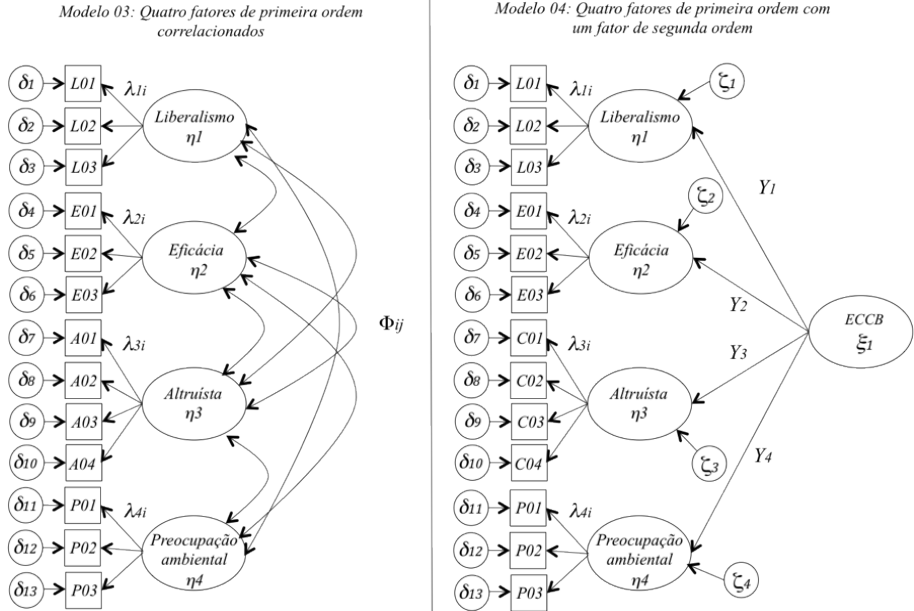 Modelo 03: Quatro fatores de primeira ordem
correlacionados
δ1 L01 λ1i
δ2 L02 Liberalismo
η1
δ3 L03
δ4 E01 λ2i
δ5 E02 Eficácia
η2
δ6 E03
δ7 A01 λ3i
δ8 A02 Altruísta
η3
δ9 A03
δ10 A04
δ11 P01 λ4i
δ12 P02 Preocupação
ambiental
η4
δ13 P03
Φij
Modelo 04: Quatro fatores de primeira ordem com
um fator de segunda ordem
δ1 L01 λ1i ζ1
δ2 L02 Liberalismo
η1
δ3 L03
Y1
δ4 E01 λ2i ζ2
δ5 E02 Eficácia
η2
δ6 E03
Y2
δ7 C01 λ3i
Y3
δ8 C02 Altruísta
η3
δ9 C03
δ10 C04 ζ3
Y4
δ11 P01 λ4i
δ12 P02 Preocupação
ambiental
η4
δ13 P03 ζ4
ECCB
ξ1